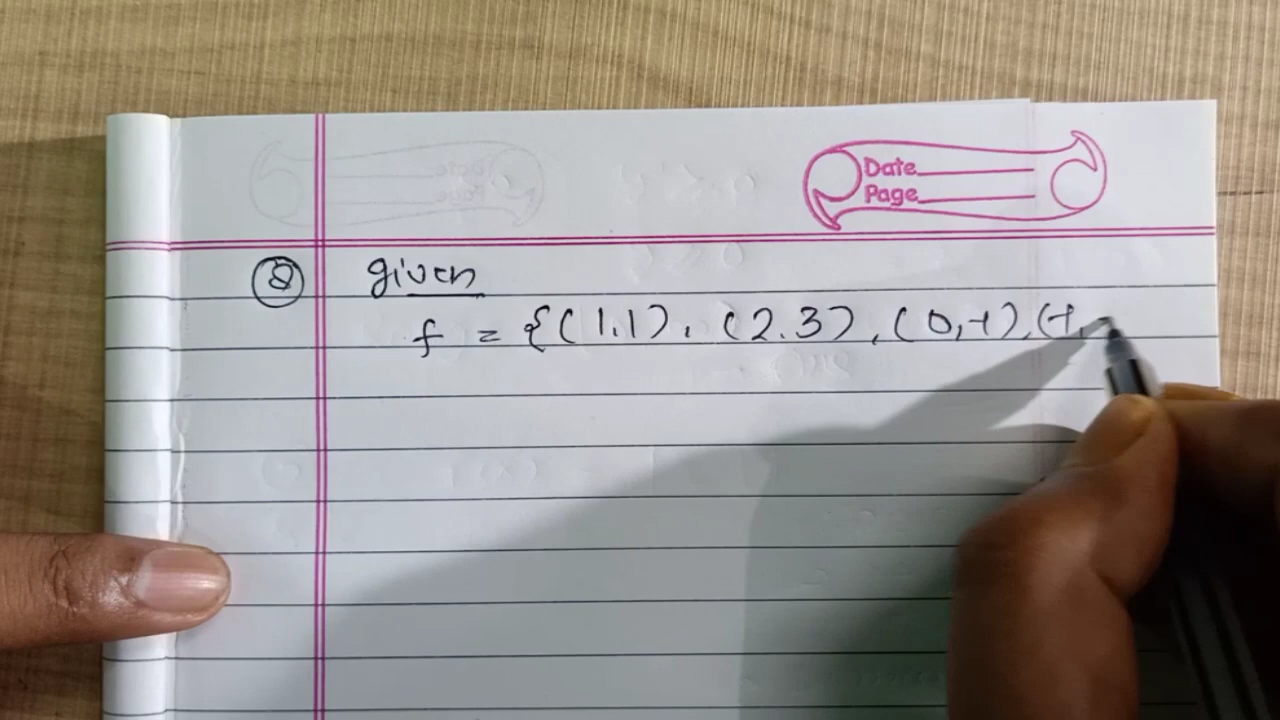 Date
Page
⑧ given
f = {(1,1), (2,3), (0,-1), (-1,